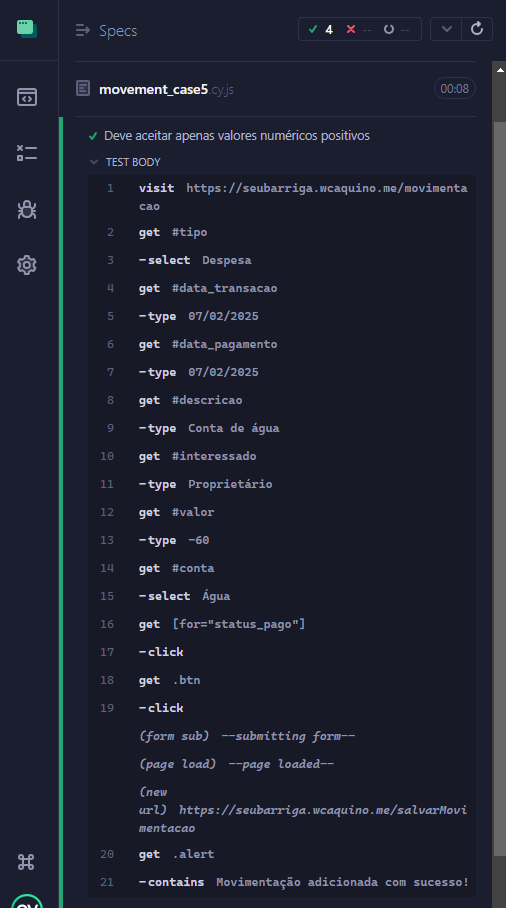 Specs
4 -- --
movement_case5.cy.js 00:08
Deve aceitar apenas valores numéricos positivos
TEST BODY
1 visit https://seubarriga.wcaquino.me/movimenta
cao
2 get #tipo
3 -select Despesa
4 get #data_transacao
5 -type 07/02/2025
6 get #data_pagamento
7 -type 07/02/2025
8 get #descricao
9 -type Conta de água
10 get #interessado
11 -type Proprietário
12 get #valor
13 -type -60
14 get #conta
15 -select Água
16 get [for="status_pago"]
17 -click
18 get .btn
19 -click
(form sub) --submitting form--
(page load) --page loaded--
(new
url) https://seubarriga.wcaquino.me/salvarMovi
mentacao
20 get .alert
21 -contains Movimentação adicionada com sucesso!